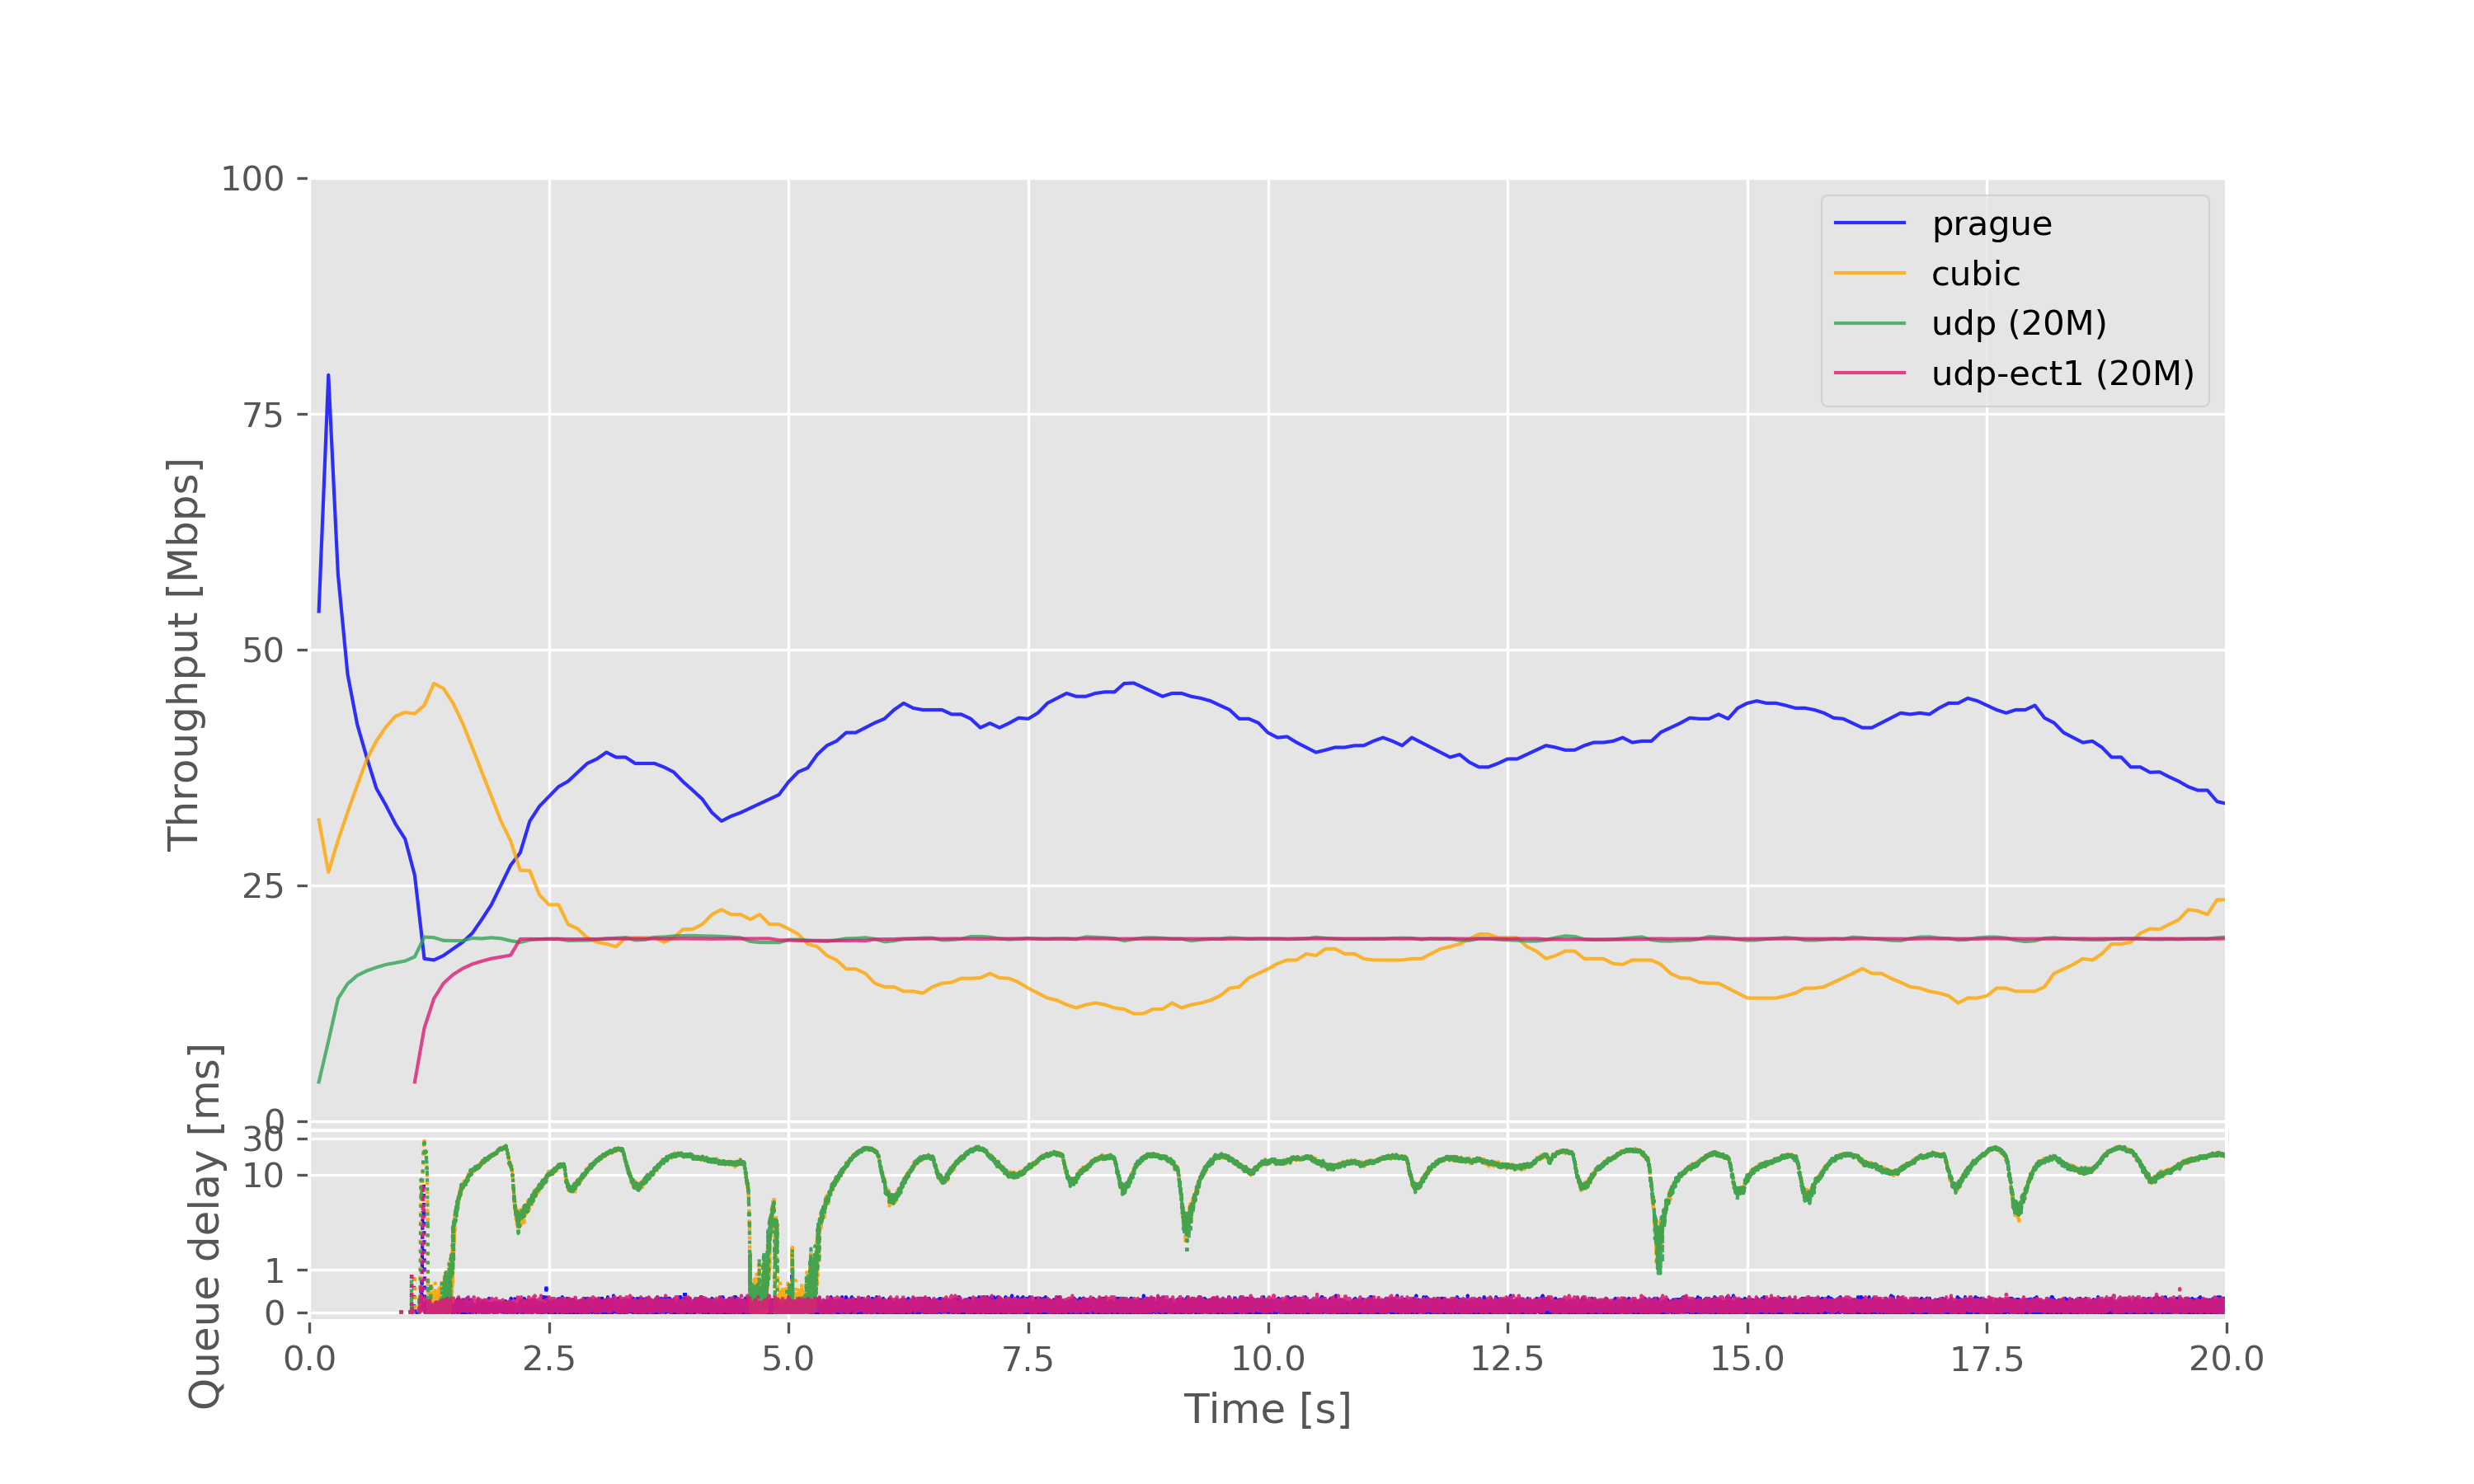 100
75
50
25
0
Throughput [Mbps]
prague
cubic
udp (20M)
udp-ect1 (20M)
30
10
1
0
Queue delay [ms]
0.0 2.5 5.0 7.5 10.0 12.5 15.0 17.5 20.0
Time [s]